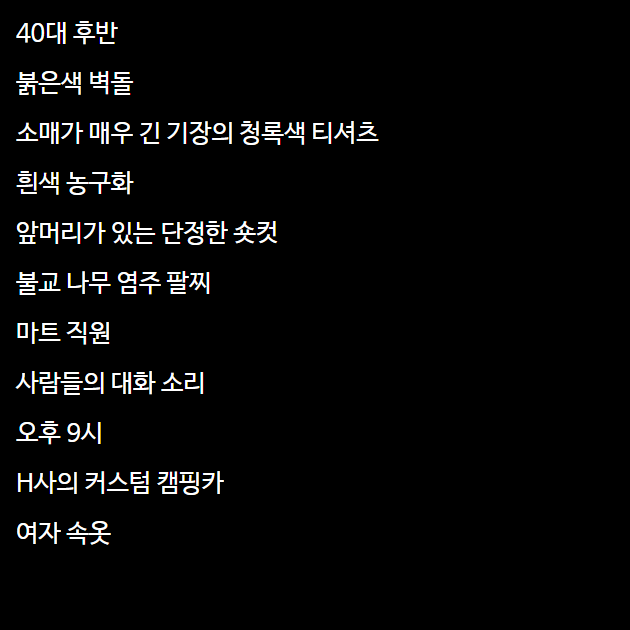 40대 후반
붉은색 벽돌
소매가 매우 긴 기장의 청록색 티셔츠
흰색 농구화
앞머리가 있는 단정한 숏컷
불교 나무 염주 팔찌
마트 직원
사람들의 대화 소리
오후 9시
H사의 커스텀 캠핑카
여자 속옷